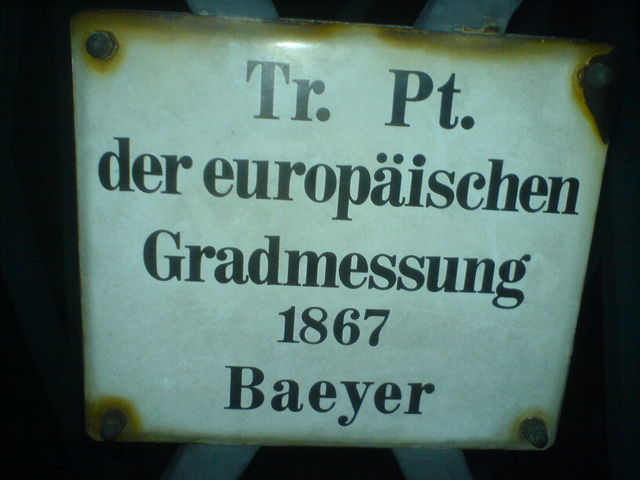 Tr. Pt.
der europäischen
Gradmessung
1867
Baeyer